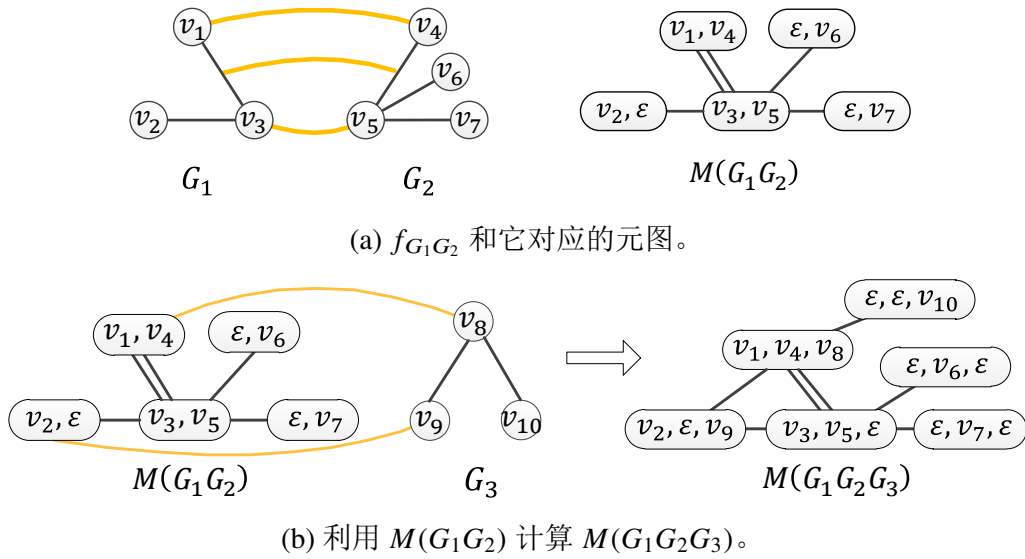 v₁ v₄ v₁, v₄ ε, v₆
v₆
v₂ v₃ v₅ v₇ v₂, ε v₃, v₅ ε, v₇
G₁ G₂ M(G₁G₂)
(a) f_{G₁G₂} 和它对应的元图。
ε, ε, v₁₀
v₁, v₄ ε, v₆ v₈ v₁, v₄, v₈
ε, v₆, ε
v₂, ε v₃, v₅ ε, v₇ v₉ v₁₀ v₂, ε, v₉ v₃, v₅, ε ε, v₇, ε
M(G₁G₂) G₃ M(G₁G₂G₃)
(b) 利用 M(G₁G₂) 计算 M(G₁G₂G₃)。